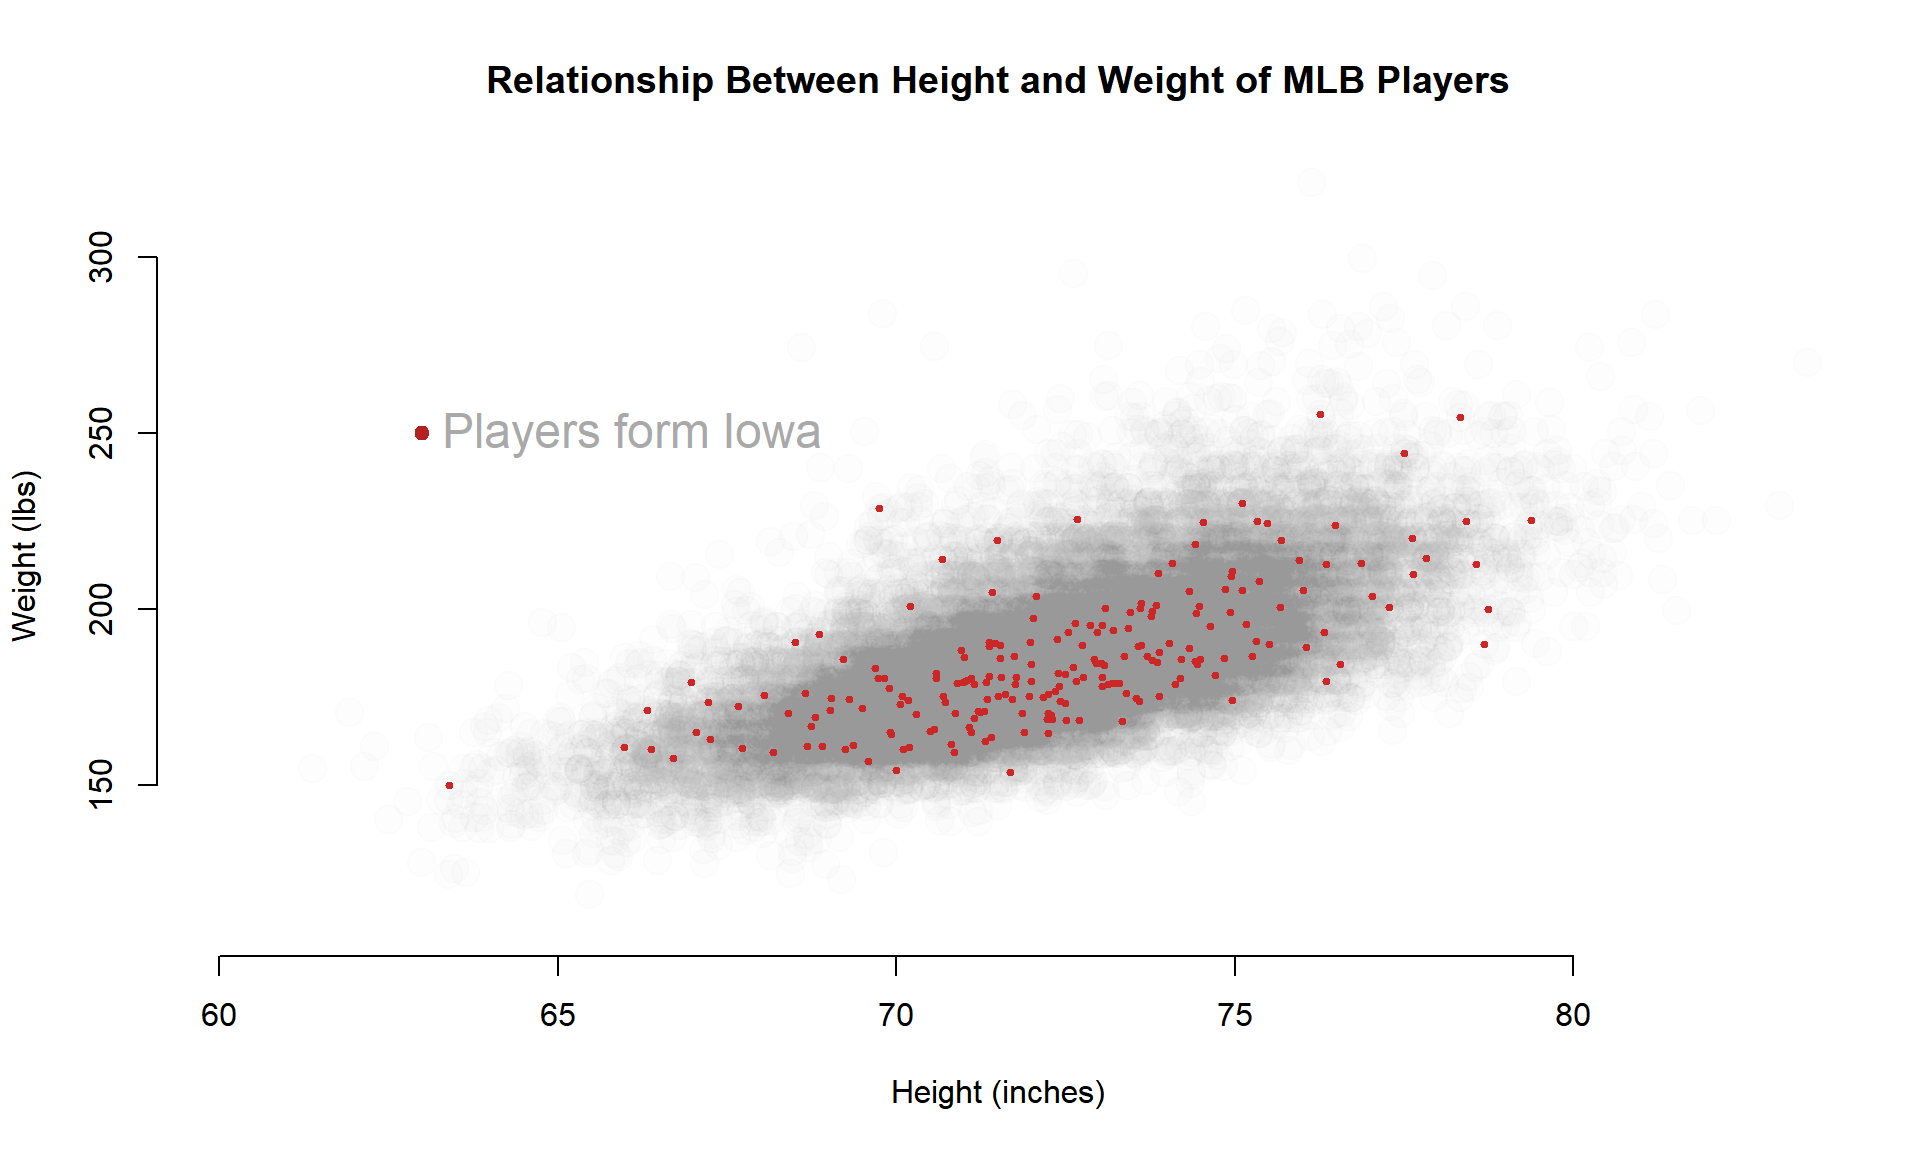 Relationship Between Height and Weight of MLB Players
300
250
200
150
Weight (lbs)
Players form Iowa
60 65 70 75 80
Height (inches)